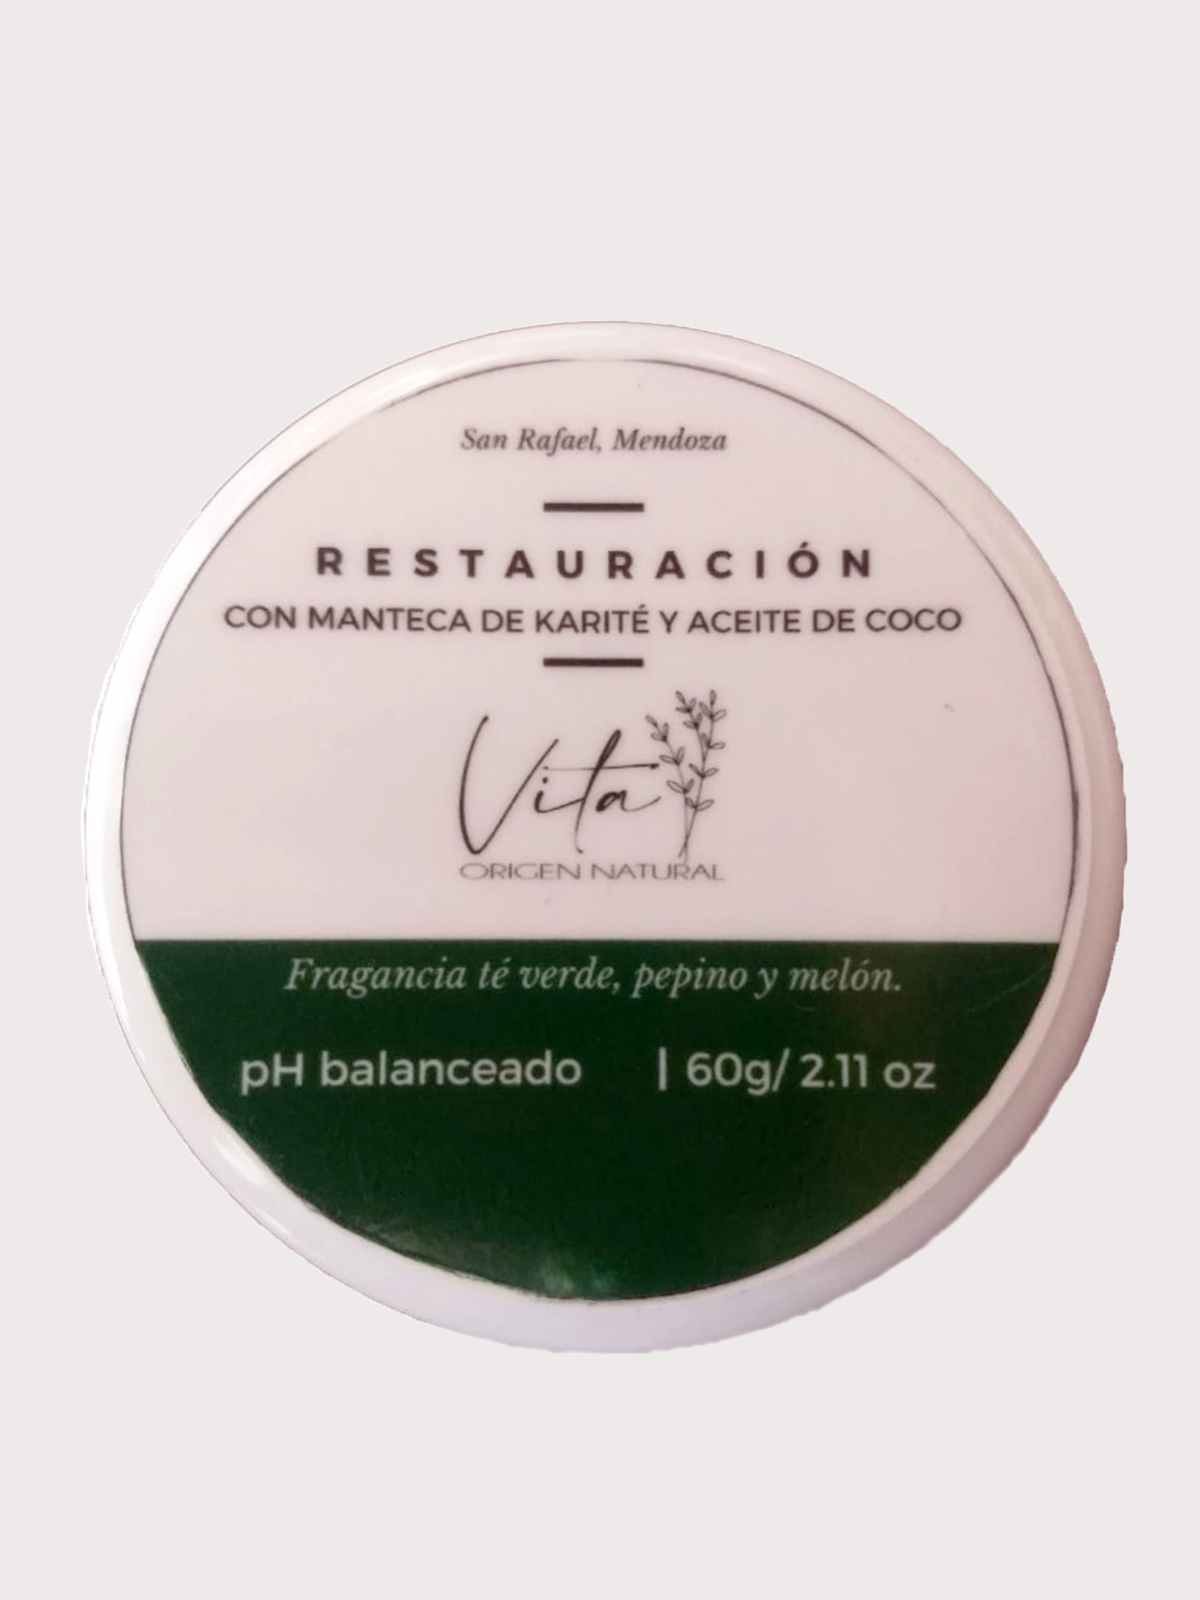 San Rafael, Mendoza
RESTAURACIÓN
CON MANTECA DE KARITÉ Y ACEITE DE COCO
Vita
ORIGEN NATURAL
Fragancia té verde, pepino y melón.
pH balanceado | 60g/ 2.11 oz